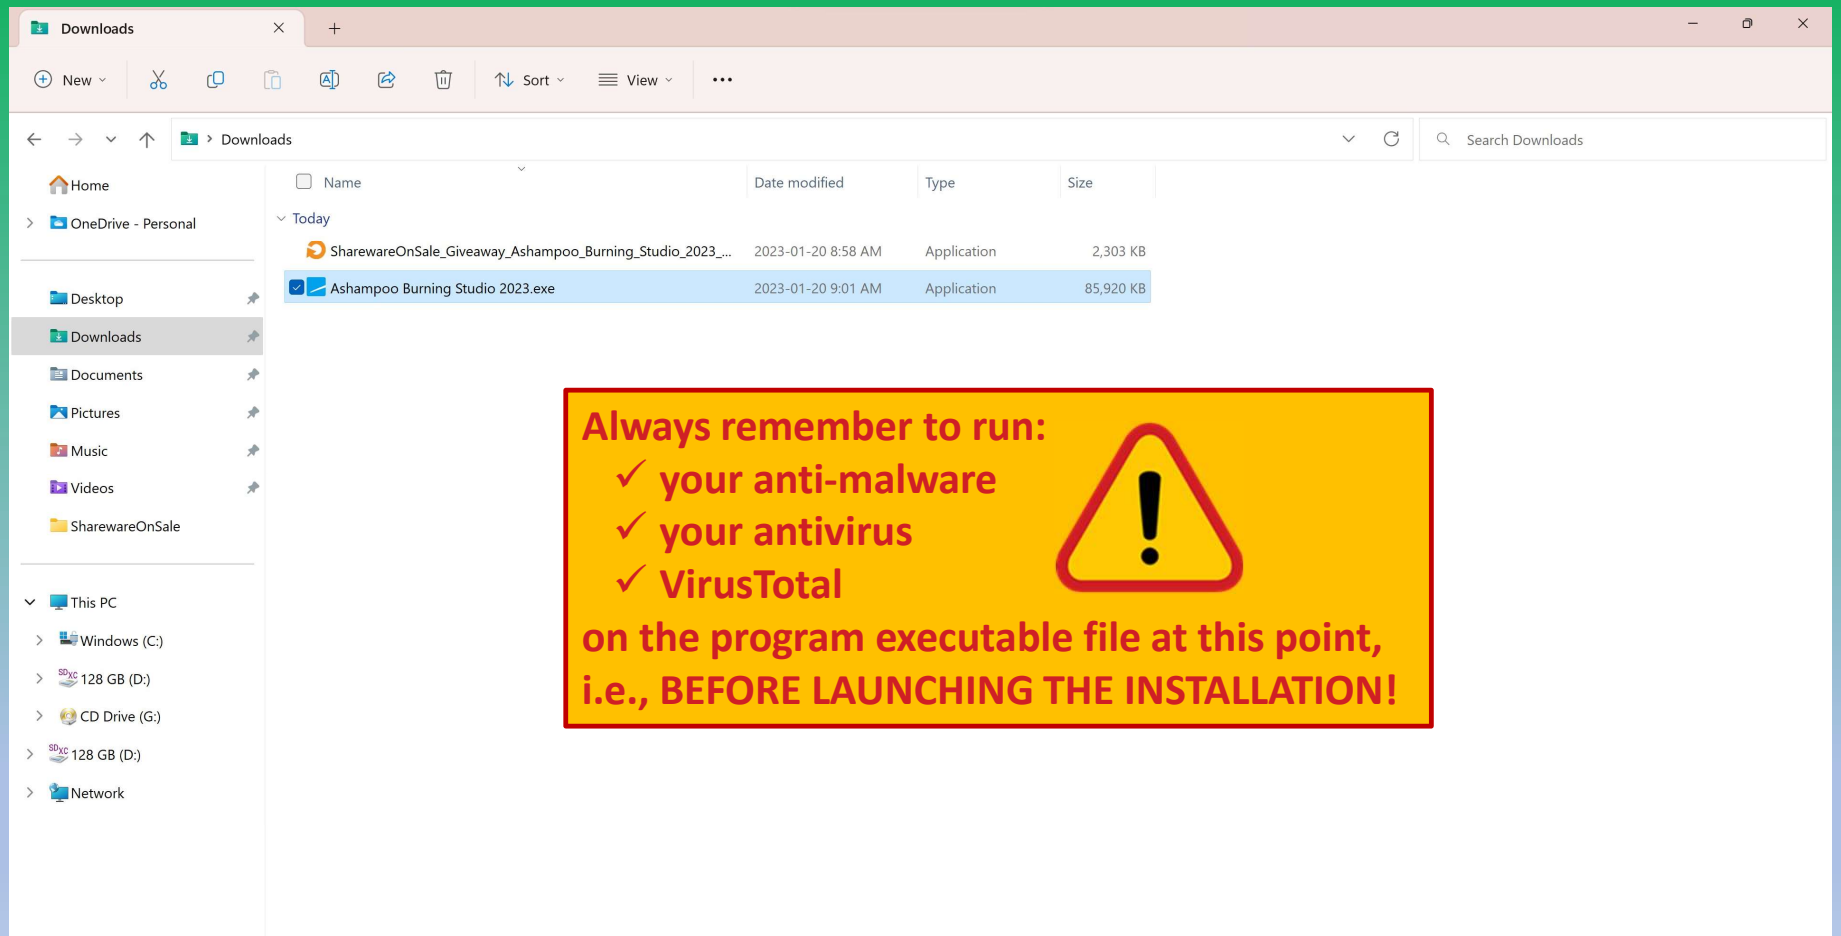 Downloads
New
Sort
View
Downloads
Search Downloads
Home
OneDrive - Personal
Desktop
Downloads
Documents
Pictures
Music
Videos
SharewareOnSale
This PC
Windows (C:)
SDXC 128 GB (D:)
CD Drive (G:)
SDXC 128 GB (D:)
Network
Name Date modified Type Size
Today
SharewareOnSale_Giveaway_Ashampoo_Burning_Studio_2023_... 2023-01-20 8:58 AM Application 2,303 KB
Ashampoo Burning Studio 2023.exe 2023-01-20 9:01 AM Application 85,920 KB
Always remember to run:
✓ your anti-malware
✓ your antivirus
✓ VirusTotal
on the program executable file at this point,
i.e., BEFORE LAUNCHING THE INSTALLATION!